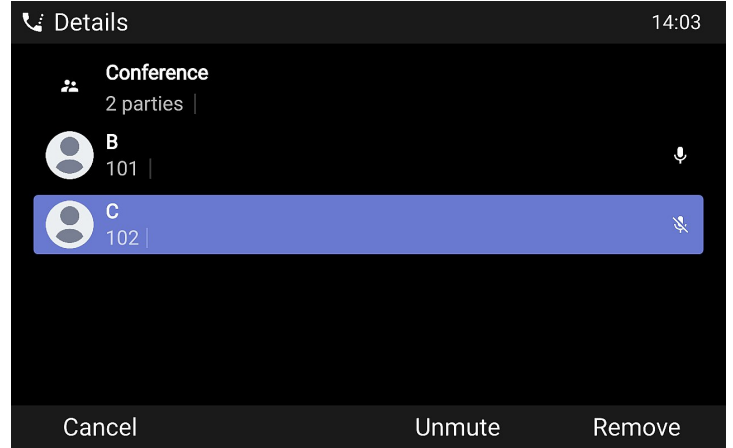 Details 14:03
Conference
2 parties
B
101
C
102
Cancel Unmute Remove